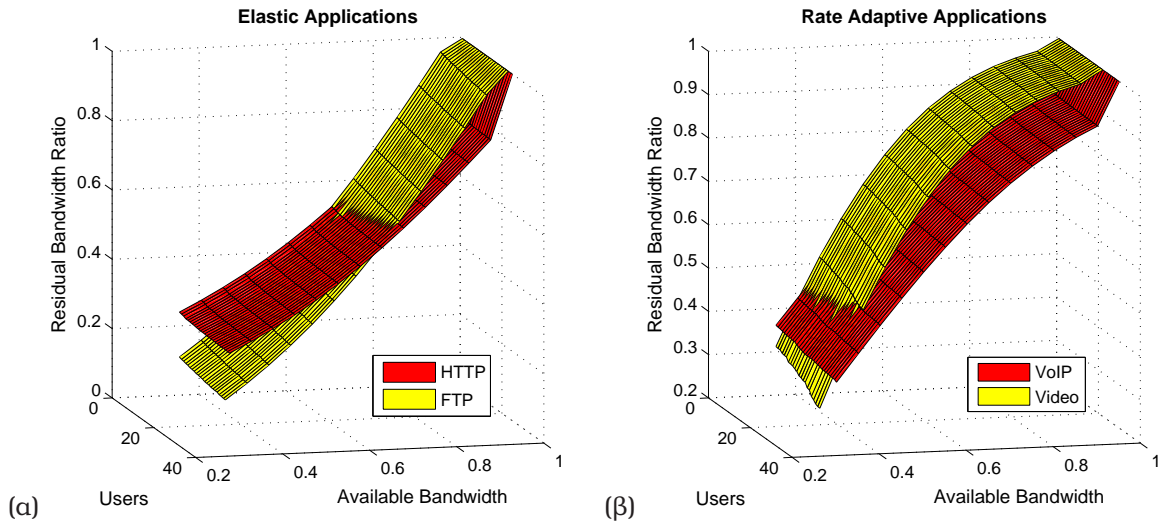 Elastic Applications
1
0.8
0.6
0.4
0.2
0
Residual Bandwidth Ratio
0
20
40
Users
0.2
0.4
0.6
0.8
1
Available Bandwidth
HTTP
FTP
(α)
Rate Adaptive Applications
1
0.9
0.8
0.7
0.6
0.5
0.4
0.3
0.2
Residual Bandwidth Ratio
0
20
40
Users
0.2
0.4
0.6
0.8
1
Available Bandwidth
VoIP
Video
(β)